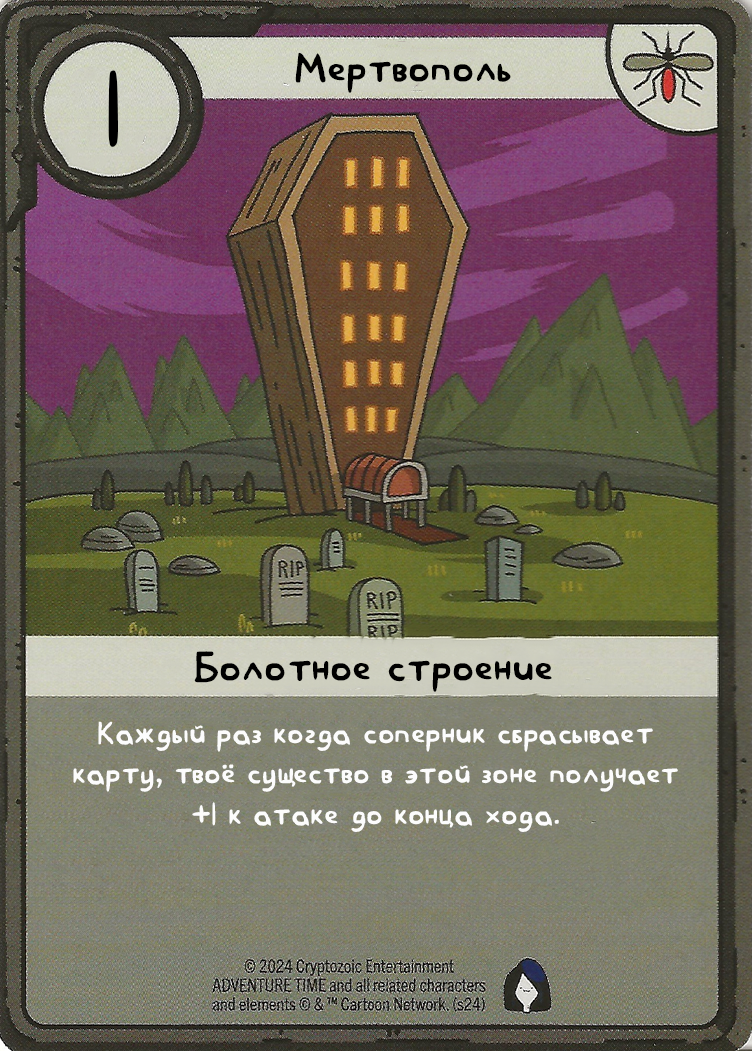 1
Мертвополь
RIP
RIP
RIP
Болотное строение
Каждый раз когда соперник сбрасывает
карту, твоё существо в этой зоне получает
+1 к атаке до конца хода.
© 2024 Cryptozoic Entertainment
ADVENTURE TIME and all related characters
and elements © & ™ Cartoon Network. (s24)